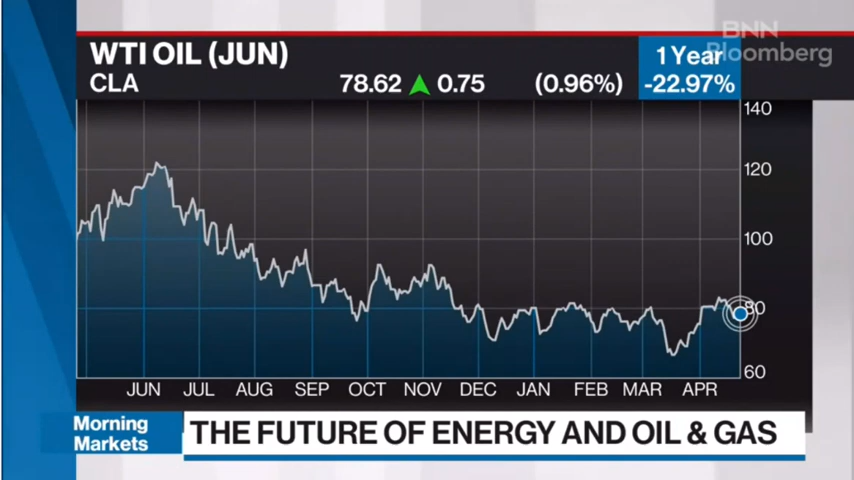 BNN
Bloomberg
WTI OIL (JUN)
CLA 78.62 0.75 (0.96%)
1 Year
-22.97%
140
120
100
80
60
JUN JUL AUG SEP OCT NOV DEC JAN FEB MAR APR
Morning
Markets
THE FUTURE OF ENERGY AND OIL & GAS